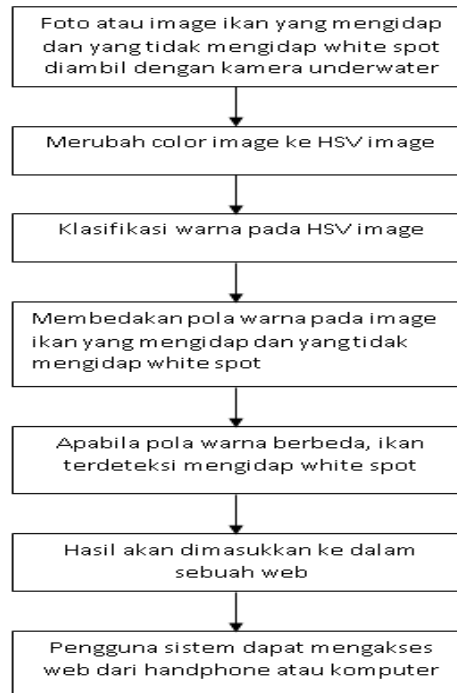 Foto atau image ikan yang mengidap
dan yang tidak mengidap white spot
diambil dengan kamera underwater
Merubah color image ke HSV image
Klasifikasi warna pada HSV image
Membedakan pola warna pada image
ikan yang mengidap dan yang tidak
mengidap white spot
Apabila pola warna berbeda, ikan
terdeteksi mengidap white spot
Hasil akan dimasukkan ke dalam
sebuah web
Pengguna sistem dapat mengakses
web dari handphone atau komputer